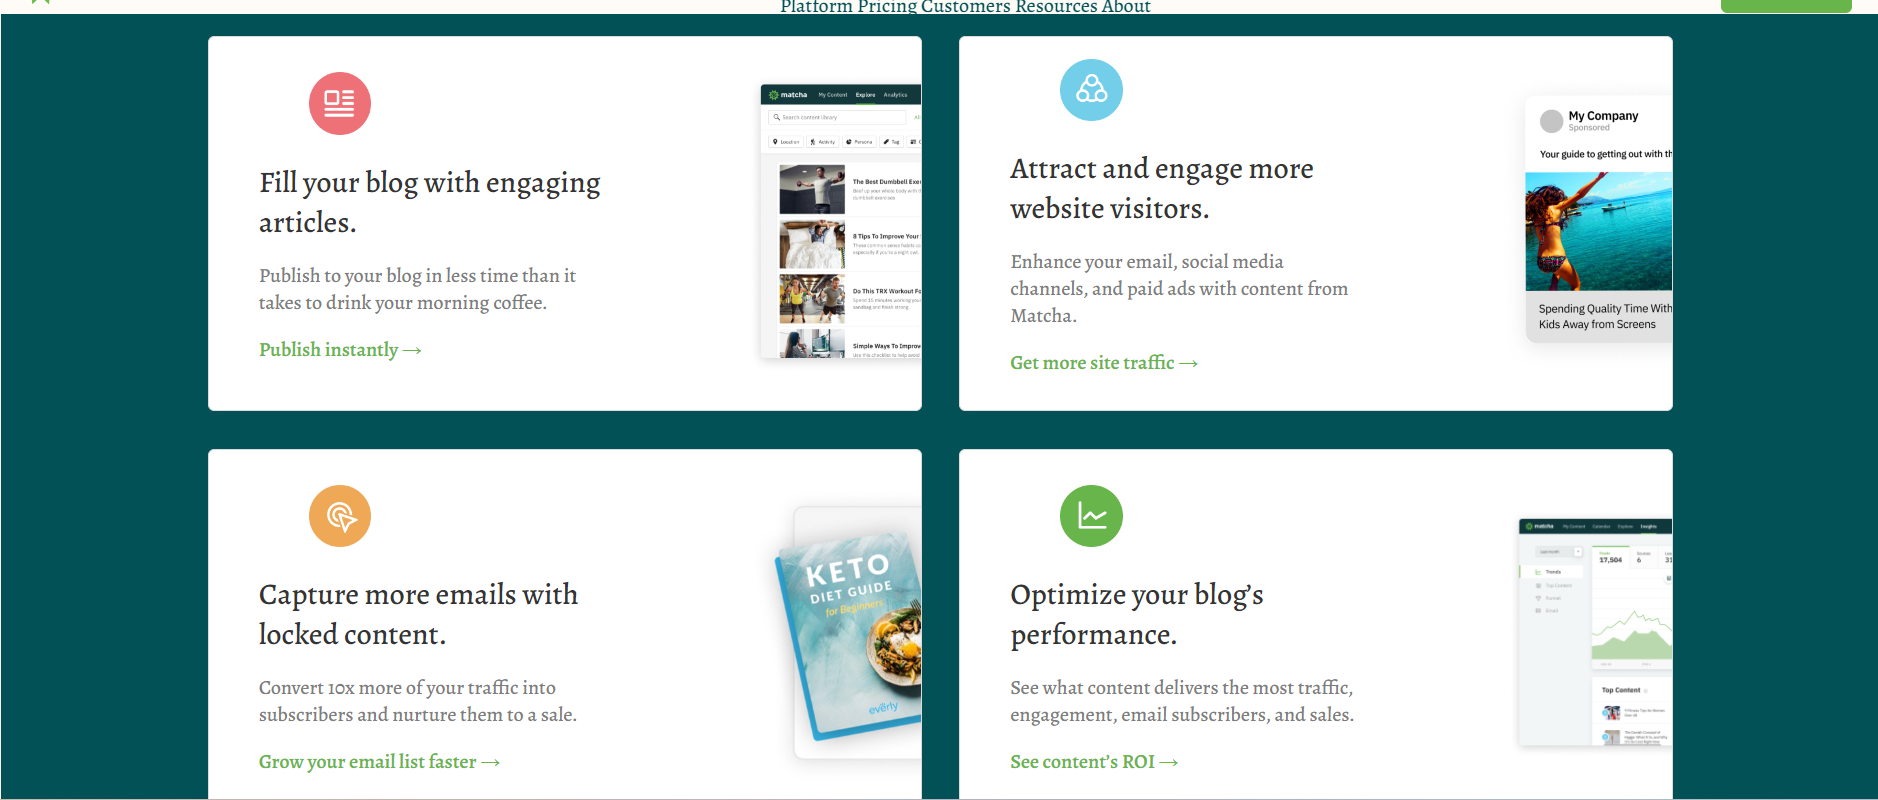 Platform Pricing Customers Resources About
Fill your blog with engaging
articles.
Publish to your blog in less time than it
takes to drink your morning coffee.
Publish instantly →
matcha My Content Explore Analytics
Search content library
Location Activity Persona Tag
The Best Dumbbell
8 Tips To Improve Your
Do This TRX Workout
Simple Ways To
Attract and engage more
website visitors.
Enhance your email, social media
channels, and paid ads with content from
Matcha.
Get more site traffic →
My Company
Sponsored
Your guide to getting out with
Spending Quality Time With
Kids Away from Screens
Capture more emails with
locked content.
Convert 10x more of your traffic into
subscribers and nurture them to a sale.
Grow your email list faster →
KETO
DIET GUIDE
for Beginners
everly
Optimize your blog's
performance.
See what content delivers the most traffic,
engagement, email subscribers, and sales.
See content's ROI →
matcha My Content Calendar Explore Insights
Last month
17,504 6
Trends
Top Content
Funnel
Email
Top Content